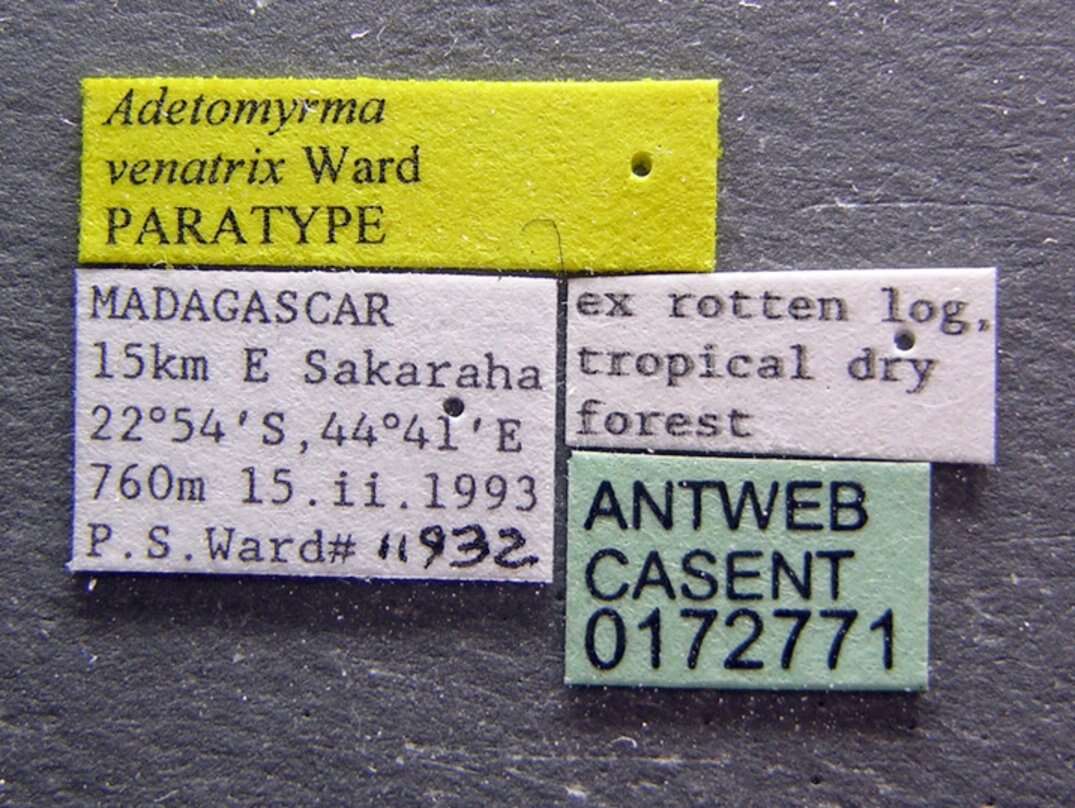 Adetomyrma
venatrix Ward
PARATYPE
MADAGASCAR
15km E Sakaraha
22°54'S,44°41'E
760m 15.ii.1993
P.S.Ward# 11932
ex rotten log,
tropical dry
forest
ANTWEB
CASENT
0172771